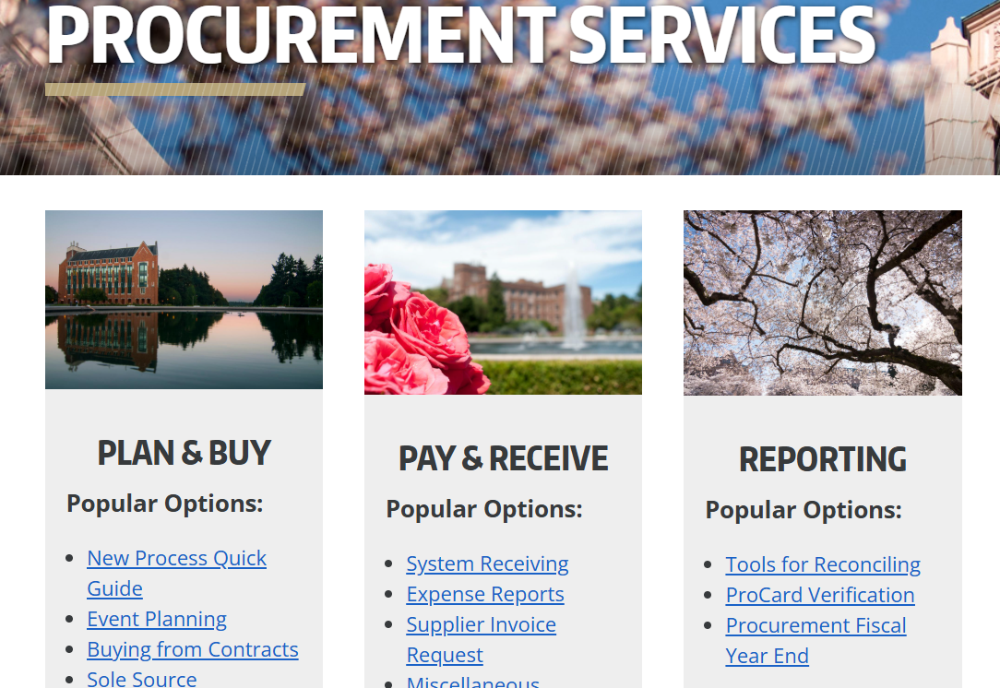 PROCUREMENT SERVICES
PLAN & BUY
Popular Options:
New Process Quick
Guide
Event Planning
Buying from Contracts
Sole Source
PAY & RECEIVE
Popular Options:
System Receiving
Expense Reports
Supplier Invoice
Request
Miscellaneous
REPORTING
Popular Options:
Tools for Reconciling
ProCard Verification
Procurement Fiscal
Year End